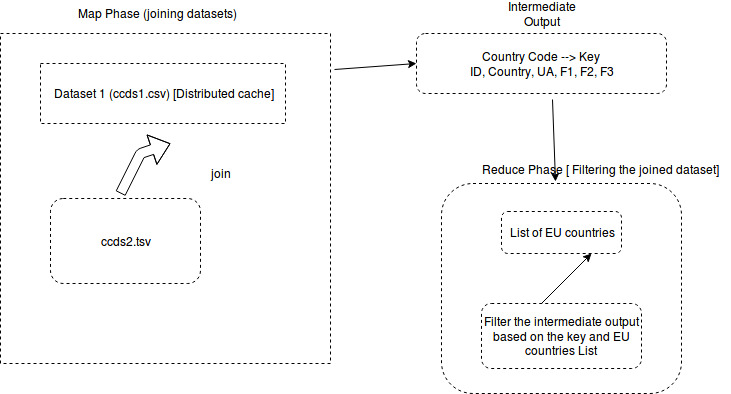 Map Phase (joining datasets)
Dataset 1 (ccds1.csv) [Distributed cache]
join
ccds2.tsv
Intermediate
Output
Country Code --> Key
ID, Country, UA, F1, F2, F3
Reduce Phase [ Filtering the joined dataset]
List of EU countries
Filter the intermediate output
based on the key and EU
countries List